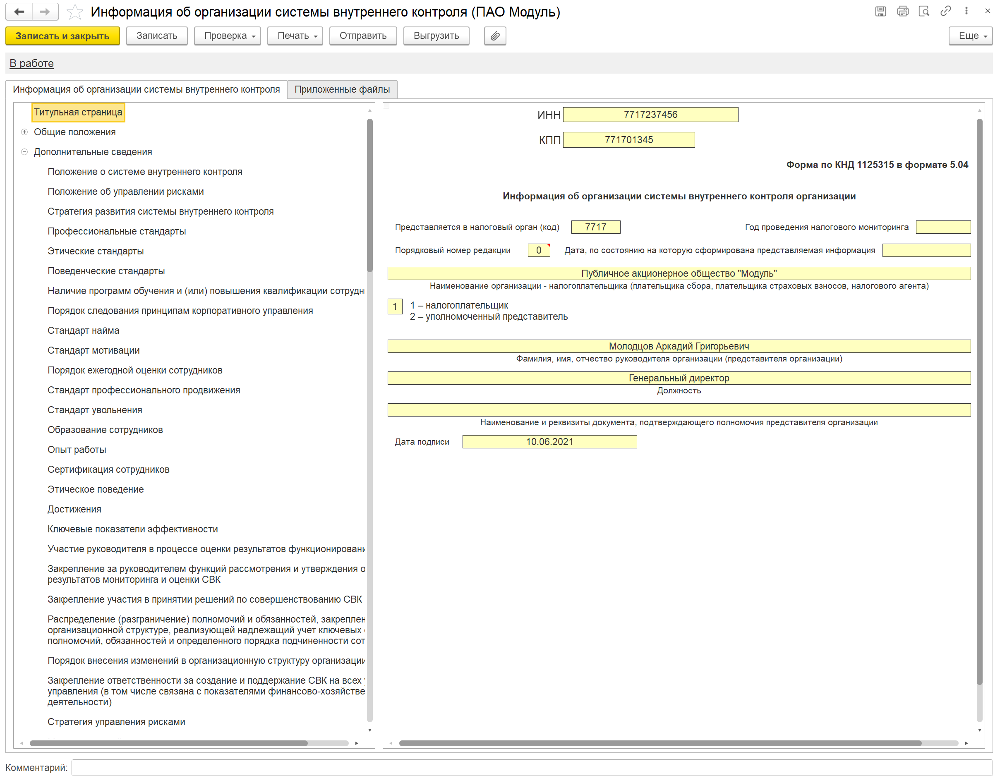 Информация об организации системы внутреннего контроля (ПАО Модуль)
Записать и закрыть Записать Проверка Печать Отправить Выгрузить Еще
В работе
Информация об организации системы внутреннего контроля Приложенные файлы
Титульная страница
Общие положения
Дополнительные сведения
Положение о системе внутреннего контроля
Положение об управлении рисками
Стратегия развития системы внутреннего контроля
Профессиональные стандарты
Этические стандарты
Поведенческие стандарты
Наличие программ обучения и (или) повышения квалификации
Порядок следования принципам корпоративного управления
Стандарт найма
Стандарт мотивации
Порядок ежегодной оценки сотрудников
Стандарт профессионального продвижения
Стандарт увольнения
Образование сотрудников
Опыт работы
Сертификация сотрудников
Этическое поведение
Достижения
Ключевые показатели эффективности
Участие руководителя в процессе оценки результатов
Закрепление за руководителем функций рассмотрения и утверждения
результатов мониторинга и оценки СВК
Закрепление участия в принятии решений по совершенствованию СВК
Распределение (разграничение) полномочий и обязанностей,
организационной структуре, реализующей надлежащий учет ключевых
полномочий, обязанностей и определенного порядка подчиненности
Порядок внесения изменений в организационную структуру организации
Закрепление ответственности за создание и поддержание СВК на всех
управления (в том числе связана с показателями
деятельности)
Стратегия управления рисками
ИНН 7717237456
КПП 771701345
Форма по КНД 1125315 в формате 5.04
Информация об организации системы внутреннего контроля организации
Представляется в налоговый орган (код) 7717 Год проведения налогового мониторинга
Порядковый номер редакции 0 Дата, по состоянию на которую сформирована представляемая информация
Публичное акционерное общество "Модуль"
Наименование организации - налогоплательщика (плательщика сбора, плательщика страховых взносов, налогового агента)
1 1 – налогоплательщик
2 – уполномоченный представитель
Молодцов Аркадий Григорьевич
Фамилия, имя, отчество руководителя организации (представителя организации)
Генеральный директор
Должность
Наименование и реквизиты документа, подтверждающего полномочия представителя организации
Дата подписи 10.06.2021
Комментарий: